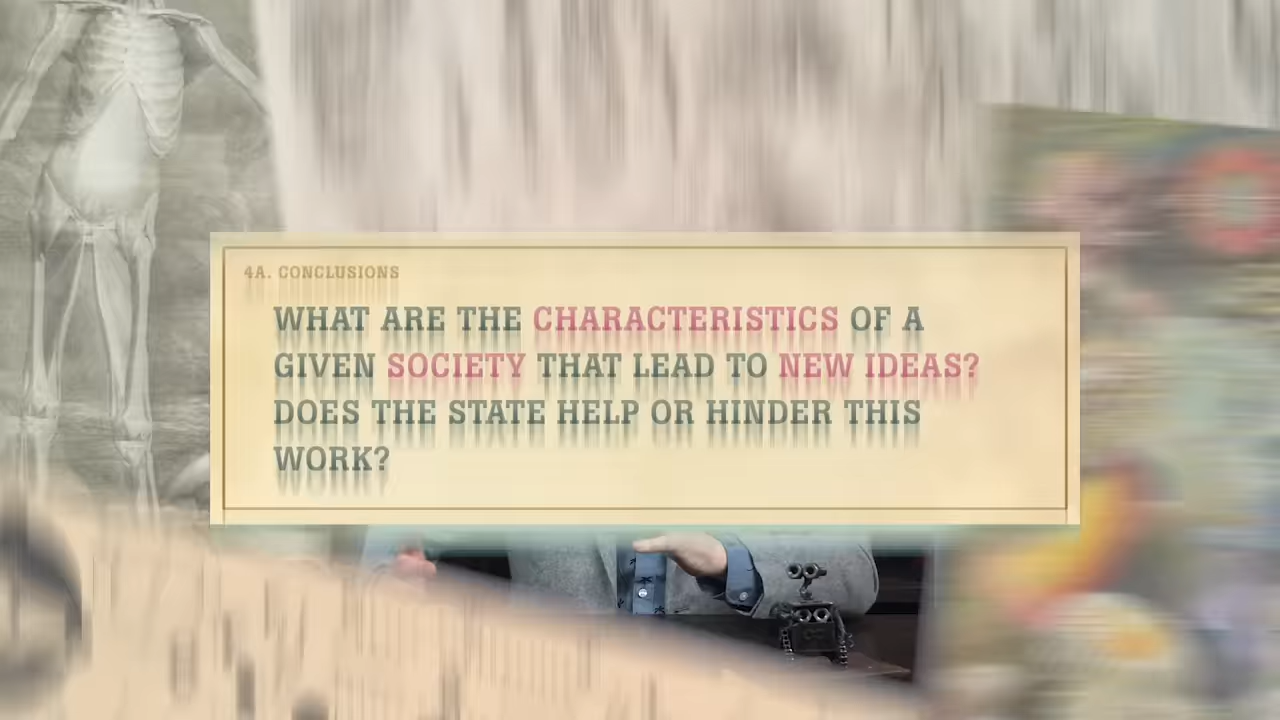 4A. CONCLUSIONS
WHAT ARE THE CHARACTERISTICS OF A
GIVEN SOCIETY THAT LEAD TO NEW IDEAS?
DOES THE STATE HELP OR HINDER THIS
WORK?